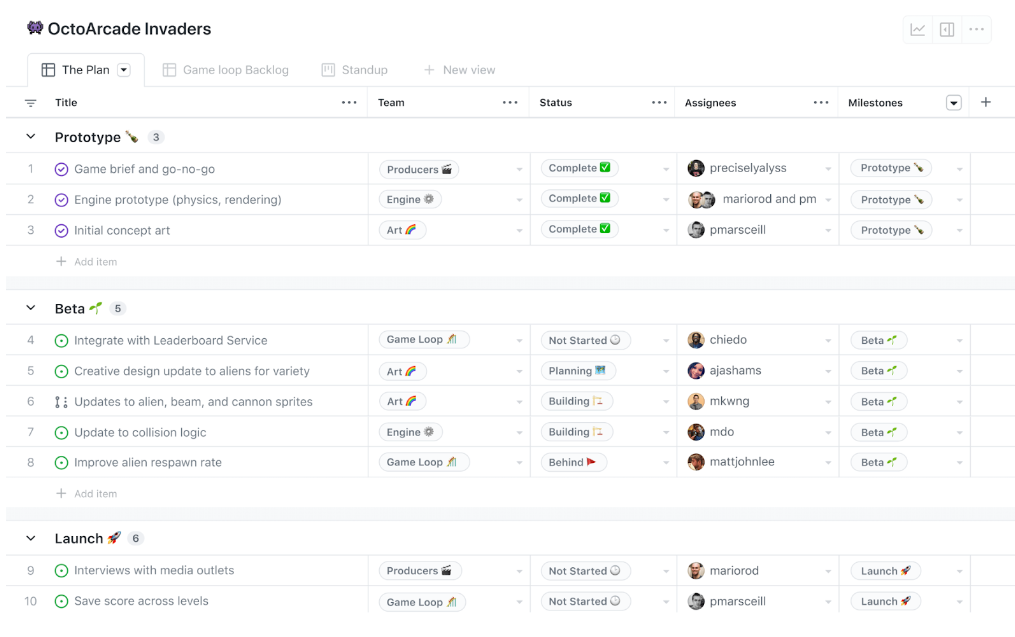 OctoArcade Invaders
The Plan Game loop Backlog Standup + New view
Title Team Status Assignees Milestones
Prototype 3
1 Game brief and go-no-go Producers Complete preciselyalyss Prototype
2 Engine prototype (physics, rendering) Engine Complete mariorod and pm Prototype
3 Initial concept art Art Complete pmarsceill Prototype
+ Add item
Beta 5
4 Integrate with Leaderboard Service Game Loop Not Started chiedo Beta
5 Creative design update to aliens for variety Art Planning ajashams Beta
6 Updates to alien, beam, and cannon sprites Art Building mkwng Beta
7 Update to collision logic Engine Building mdo Beta
8 Improve alien respawn rate Game Loop Behind mattjohnlee Beta
+ Add item
Launch 6
9 Interviews with media outlets Producers Not Started mariorod Launch
10 Save score across levels Game Loop Not Started pmarsceill Launch